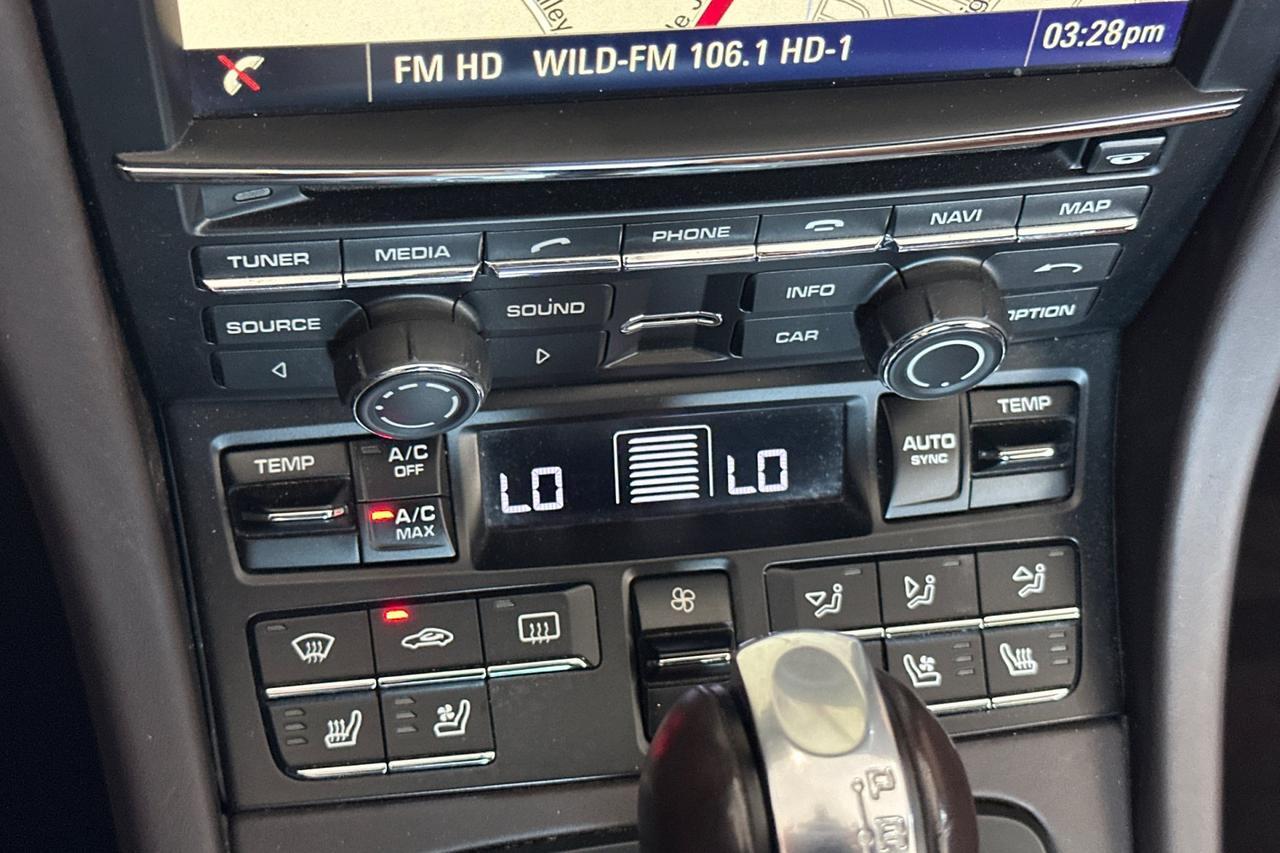 FM HD WILD-FM 106.1 HD-1 03:28pm
TUNER MEDIA PHONE NAVI MAP
SOURCE SOUND INFO
CAR
TEMP A/C OFF
A/C MAX
LO LO
AUTO SYNC TEMP
P